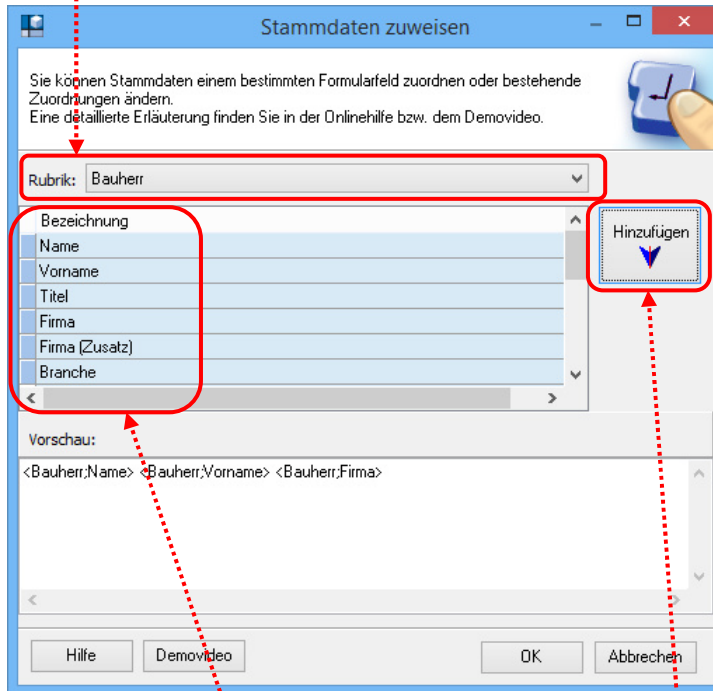 Stammdaten zuweisen
Sie können Stammdaten einem bestimmten Formularfeld zuordnen oder bestehende
Zuordnungen ändern.
Eine detaillierte Erläuterung finden Sie in der Onlinehilfe bzw. dem Demovideo.
Rubrik: Bauherr
Bezeichnung
Name
Vorname
Titel
Firma
Firma (Zusatz)
Branche
Hinzufügen
Vorschau:
<Bauherr;Name> <Bauherr;Vorname> <Bauherr;Firma>
Hilfe Demovideo OK Abbrechen